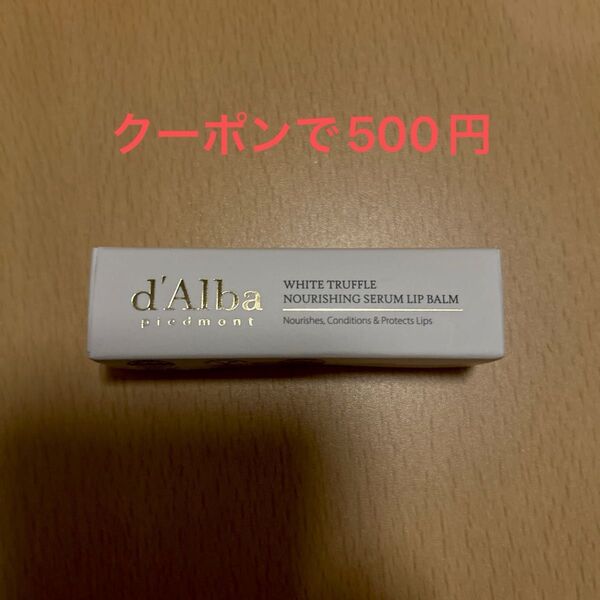 クーポンで500円
d'Alba
piedmont
WHITE TRUFFLE
NOURISHING SERUM LIP BALM
Nourishes, Conditions & Protects Lips